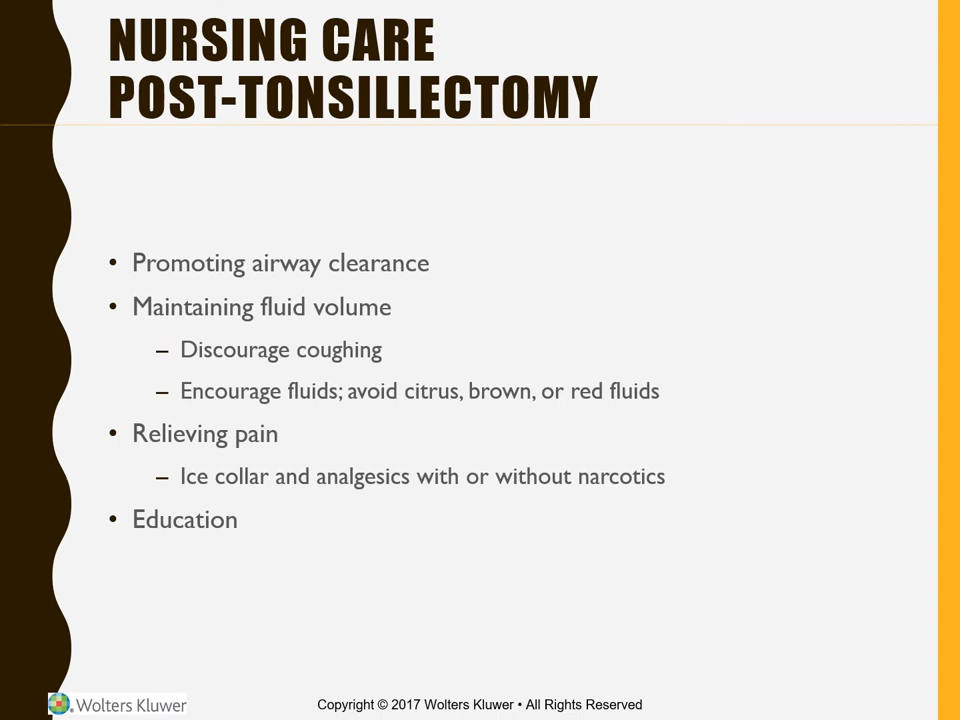 NURSING CARE
POST-TONSILLECTOMY
• Promoting airway clearance
• Maintaining fluid volume
– Discourage coughing
– Encourage fluids; avoid citrus, brown, or red fluids
• Relieving pain
– Ice collar and analgesics with or without narcotics
• Education
Wolters Kluwer
Copyright © 2017 Wolters Kluwer • All Rights Reserved